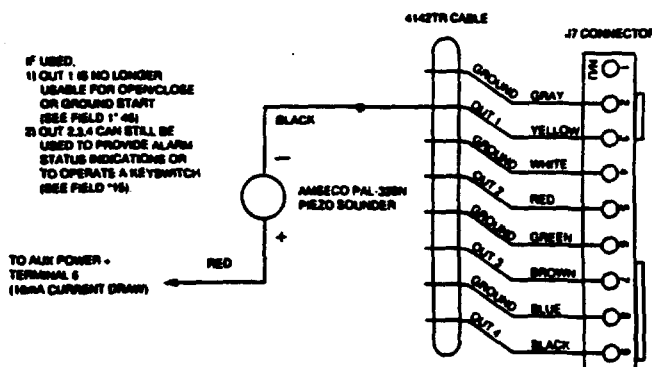 4142TR CABLE
J7 CONNECTOR
IF USED,
1) OUT 1 IS NO LONGER
USABLE FOR OPEN/CLOSE
OR GROUND START
(SEE FIELD 1* 46)
2) OUT 2,3,4 CAN STILL BE
USED TO PROVIDE ALARM
STATUS INDICATIONS OR
TO OPERATE A KEYSWITCH
(SEE FIELD *15).
BLACK
AMSECO PAL-328N
PIEZO SOUNDER
−
+
RED
TO AUX POWER +
TERMINAL 6
(10mA CURRENT DRAW)
GROUND GRAY
OUT 1 YELLOW
GROUND WHITE
OUT 2 RED
GROUND GREEN
OUT 3 BROWN
GROUND BLUE
OUT 4 BLACK
N/U
1
2